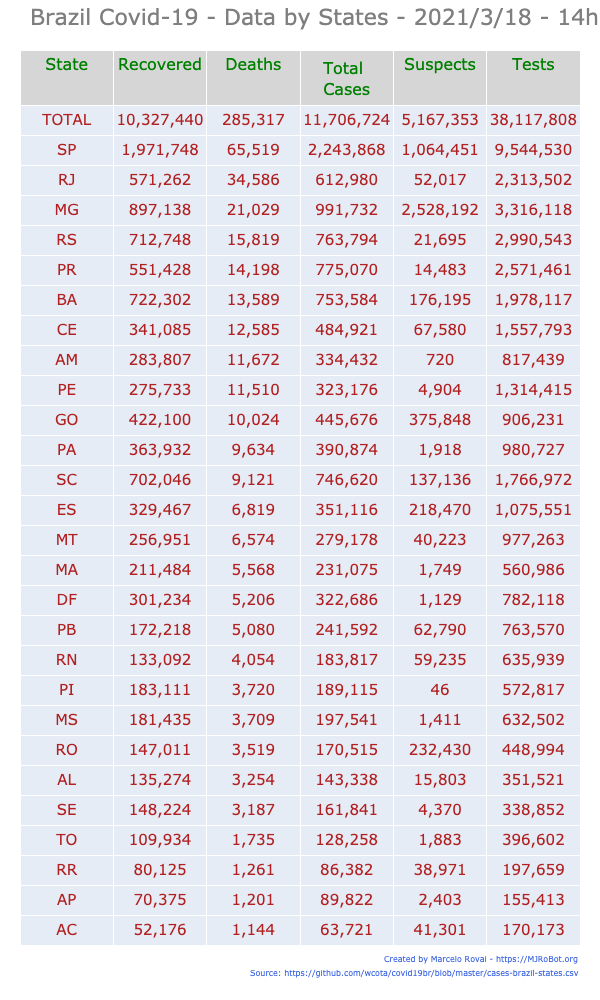 Brazil Covid-19 - Data by States - 2021/3/18 - 14h
State Recovered Deaths Total Cases Suspects Tests
TOTAL 10,327,440 285,317 11,706,724 5,167,353 38,117,808
SP 1,971,748 65,519 2,243,868 1,064,451 9,544,530
RJ 571,262 34,586 612,980 52,017 2,313,502
MG 897,138 21,029 991,732 2,528,192 3,316,118
RS 712,748 15,819 763,794 21,695 2,990,543
PR 551,428 14,198 775,070 14,483 2,571,461
BA 722,302 13,589 753,584 176,195 1,978,117
CE 341,085 12,585 484,921 67,580 1,557,793
AM 283,807 11,672 334,432 720 817,439
PE 275,733 11,510 323,176 4,904 1,314,415
GO 422,100 10,024 445,676 375,848 906,231
PA 363,932 9,634 390,874 1,918 980,727
SC 702,046 9,121 746,620 137,136 1,766,972
ES 329,467 6,819 351,116 218,470 1,075,551
MT 256,951 6,574 279,178 40,223 977,263
MA 211,484 5,568 231,075 1,749 560,986
DF 301,234 5,206 322,686 1,129 782,118
PB 172,218 5,080 241,592 62,790 763,570
RN 133,092 4,054 183,817 59,235 635,939
PI 183,111 3,720 189,115 46 572,817
MS 181,435 3,709 197,541 1,411 632,502
RO 147,011 3,519 170,515 232,430 448,994
AL 135,274 3,254 143,338 15,803 351,521
SE 148,224 3,187 161,841 4,370 338,852
TO 109,934 1,735 128,258 1,883 396,602
RR 80,125 1,261 86,382 38,971 197,659
AP 70,375 1,201 89,822 2,403 155,413
AC 52,176 1,144 63,721 41,301 170,173
Created by Marcelo Rovai - https://MJRoBot.org
Source: https://github.com/wcota/covid19br/blob/master/cases-brazil-states.csv